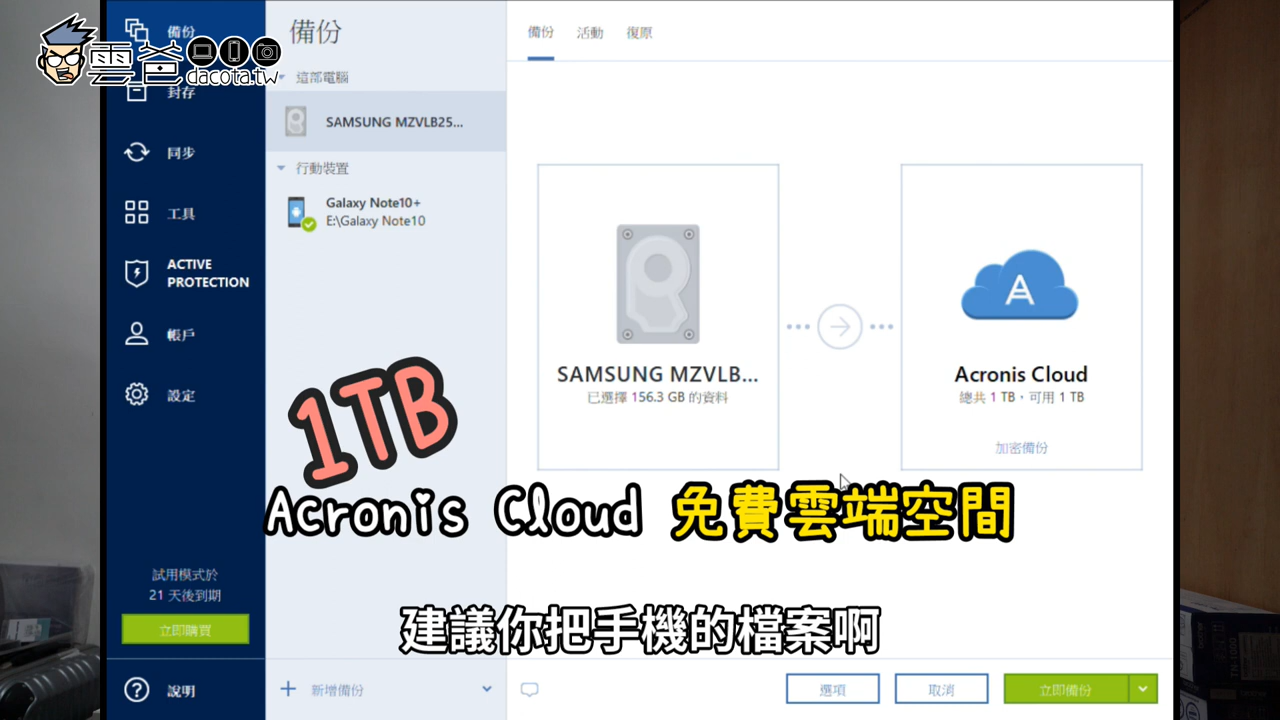 備份
雲爸
dacota.tw
封存
同步
工具
ACTIVE
PROTECTION
帳戶
設定
試用模式於
21 天後到期
立即購買
說明
備份
這部電腦
SAMSUNG MZVLB25...
行動裝置
Galaxy Note10+
E:\Galaxy Note10
新增備份
備份 活動 復原
SAMSUNG MZVLB...
已選擇 156.3 GB 的資料
Acronis Cloud
總共 1 TB，可用 1 TB
加密備份
1TB
Acronis Cloud 免費雲端空間
建議你把手機的檔案啊
選項 取消 立即備份